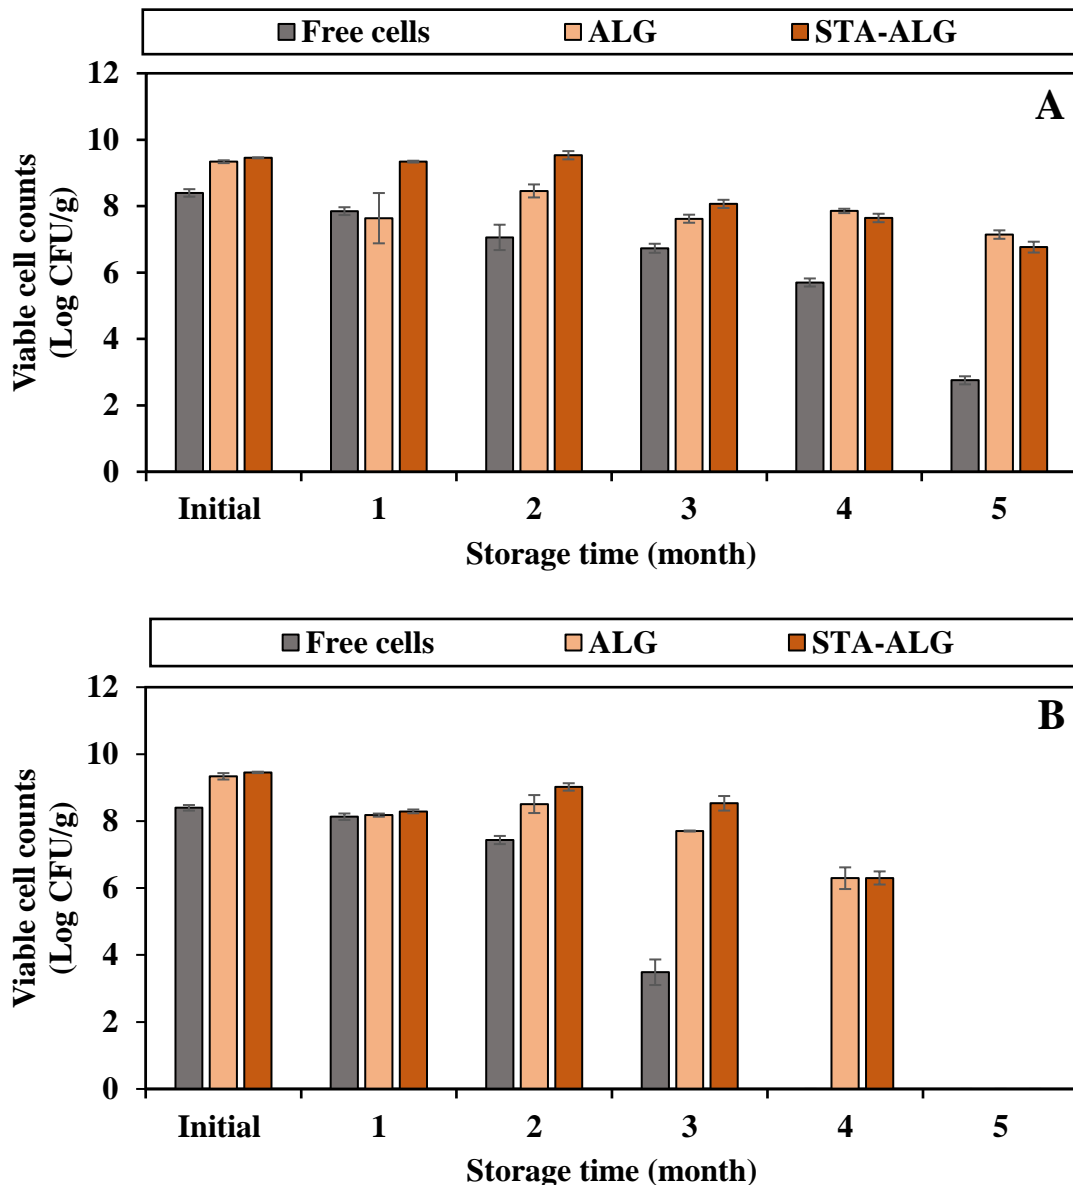 Free cells ALG STA-ALG
A
12
10
8
6
4
2
0
Viable cell counts
(Log CFU/g)
Initial 1 2 3 4 5
Storage time (month)
Free cells ALG STA-ALG
B
12
10
8
6
4
2
0
Viable cell counts
(Log CFU/g)
Initial 1 2 3 4 5
Storage time (month)